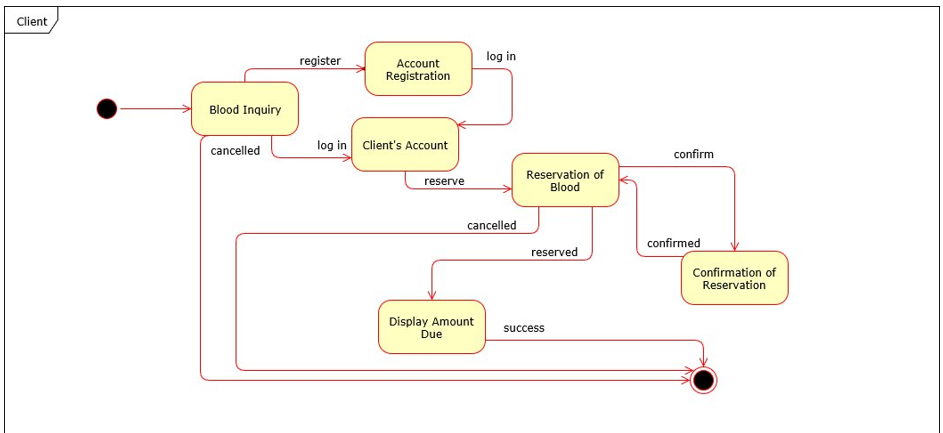 Client
register
Account
Registration
log in
Blood Inquiry
cancelled
log in
Client's Account
reserve
Reservation of
Blood
confirm
cancelled
reserved
confirmed
Confirmation of
Reservation
Display Amount
Due
success